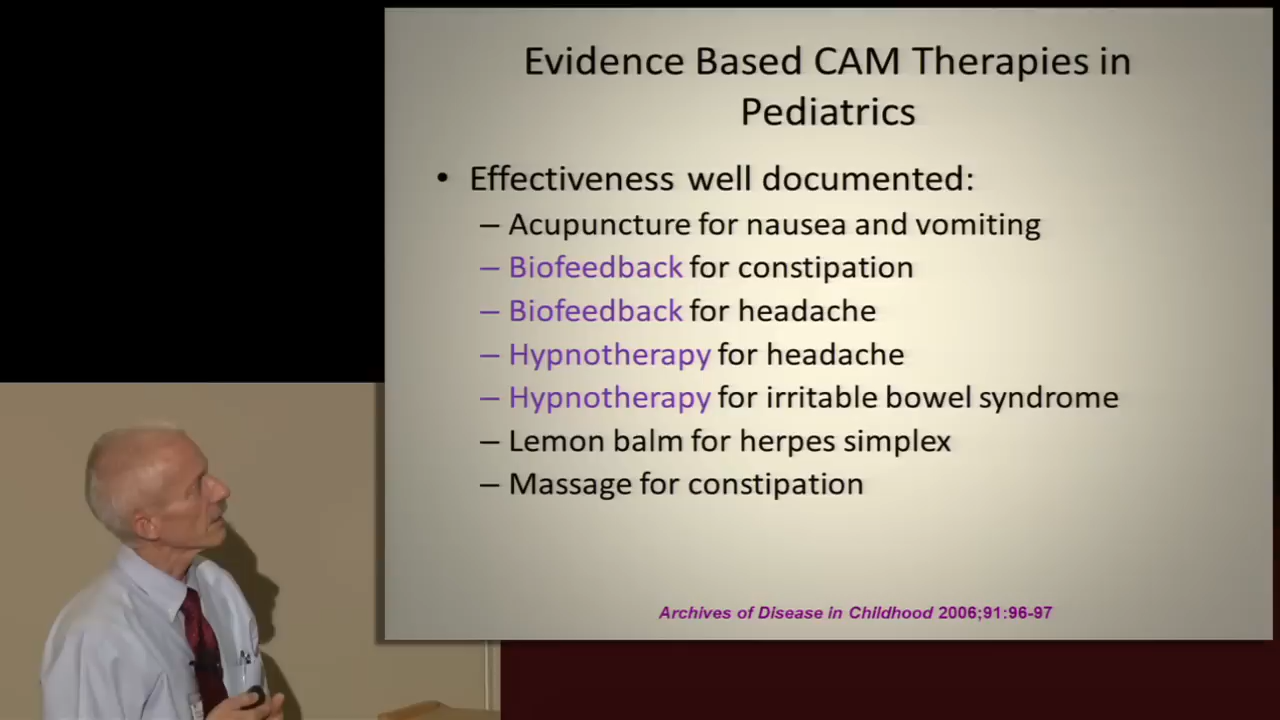 Evidence Based CAM Therapies in
Pediatrics
• Effectiveness well documented:
– Acupuncture for nausea and vomiting
– Biofeedback for constipation
– Biofeedback for headache
– Hypnotherapy for headache
– Hypnotherapy for irritable bowel syndrome
– Lemon balm for herpes simplex
– Massage for constipation
Archives of Disease in Childhood 2006;91:96-97